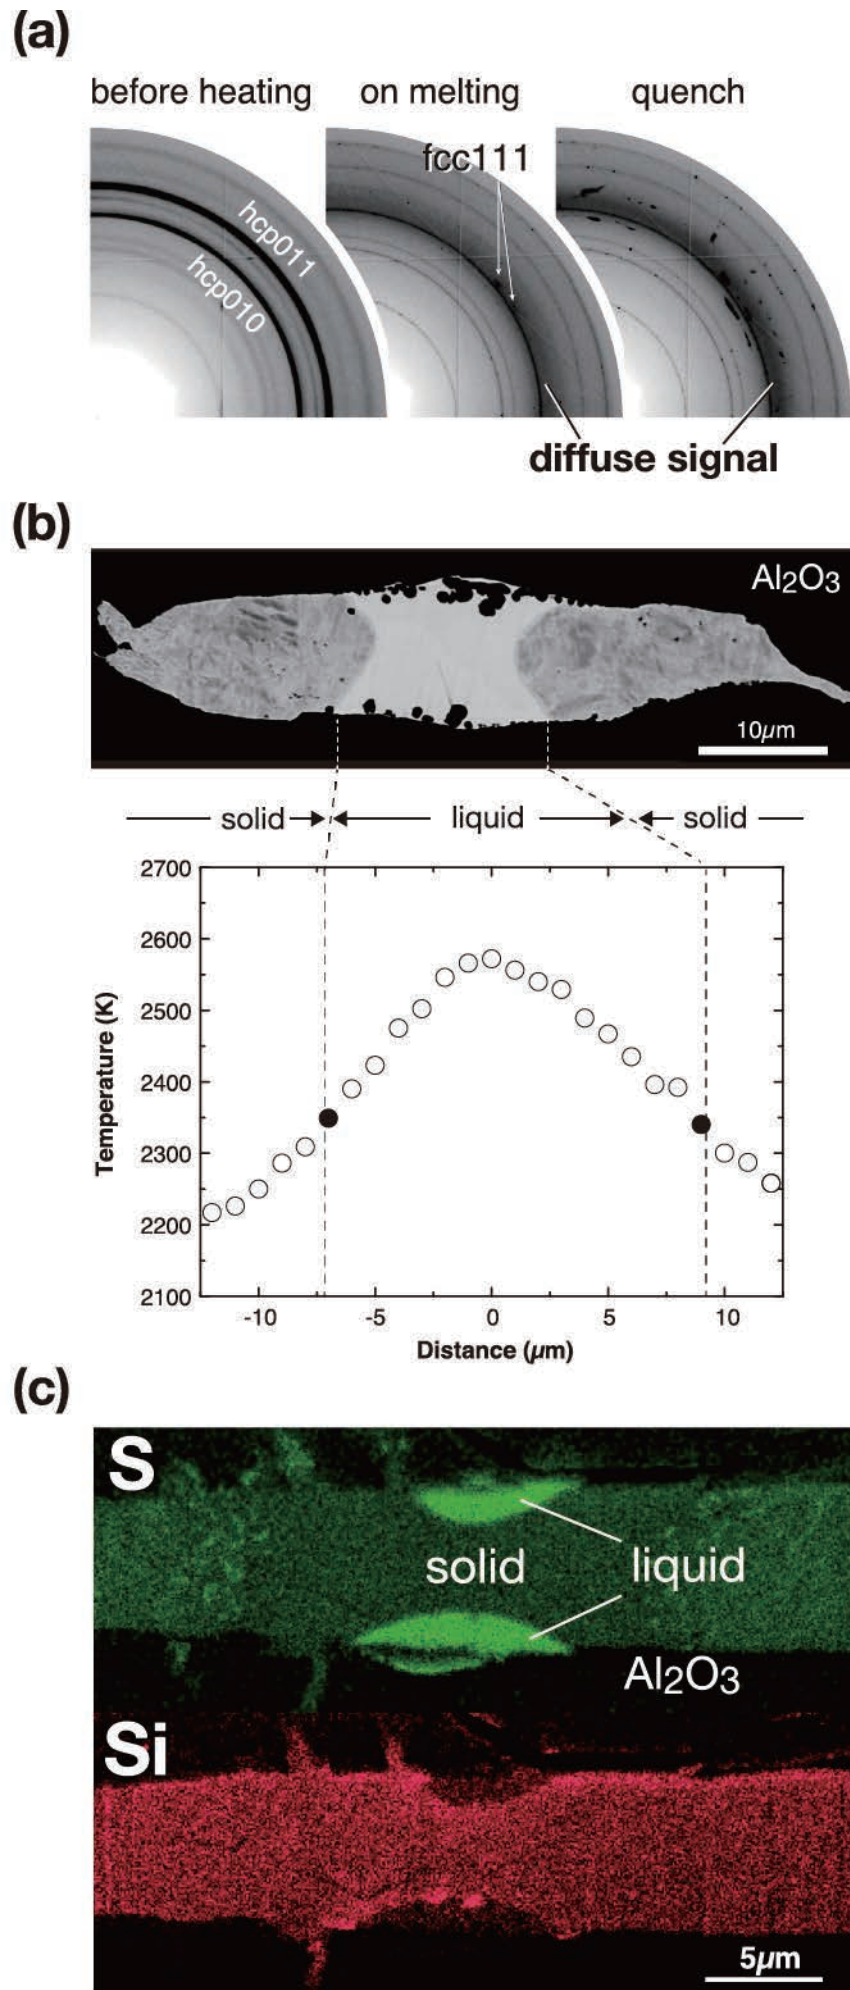 (a)
before heating on melting quench
fcc111
hcp011
hcp010
diffuse signal
(b)
Al2O3
10µm
solid liquid solid
2700
2600
2500
2400
2300
2200
2100
Temperature (K)
-10 -5 0 5 10
Distance (µm)
(c)
S
solid liquid
Al2O3
Si
5µm